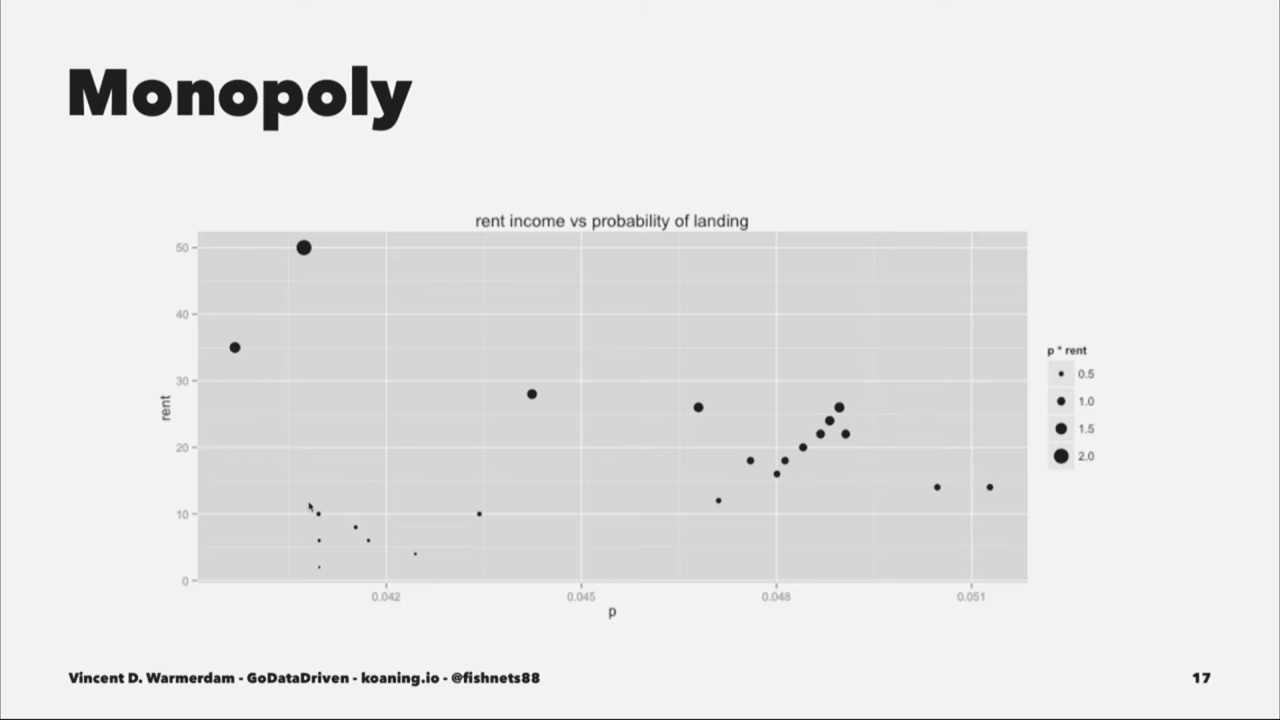 Monopoly
rent income vs probability of landing
50
40
30
20
10
0
rent
0.042 0.045 0.048 0.051
p
p * rent
0.5
1.0
1.5
2.0
Vincent D. Warmerdam - GoDataDriven - koaning.io - @fishnets88
17